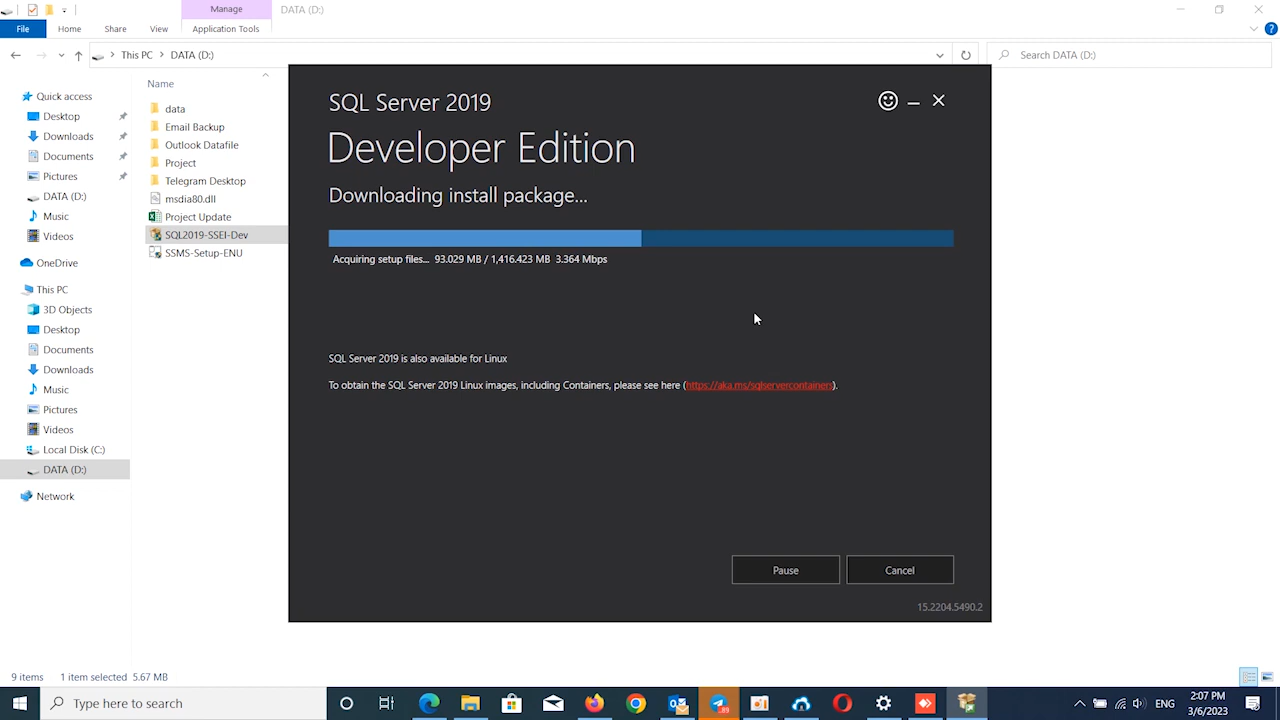 Manage
DATA (D:)
File
Home
Share
View
Application Tools
This PC
DATA (D:)
Search DATA (D:)
Name
Quick access
Desktop
Downloads
Documents
Pictures
DATA (D:)
Music
Videos
OneDrive
This PC
3D Objects
Desktop
Documents
Downloads
Music
Pictures
Videos
Local Disk (C:)
DATA (D:)
Network
data
Email Backup
Outlook Datafile
Project
Telegram Desktop
msdia80.dll
Project Update
SQL2019-SSEI-Dev
SSMS-Setup-ENU
SQL Server 2019
Developer Edition
Downloading install package...
Acquiring setup files... 93.029 MB / 1,416.423 MB 3.364 Mbps
SQL Server 2019 is also available for Linux
To obtain the SQL Server 2019 Linux images, including Containers, please see here (https://aka.ms/sqlservercontainers).
Pause
Cancel
15.2204.5490.2
9 items
1 item selected 5.67 MB
Type here to search
ENG
2:07 PM
3/6/2023